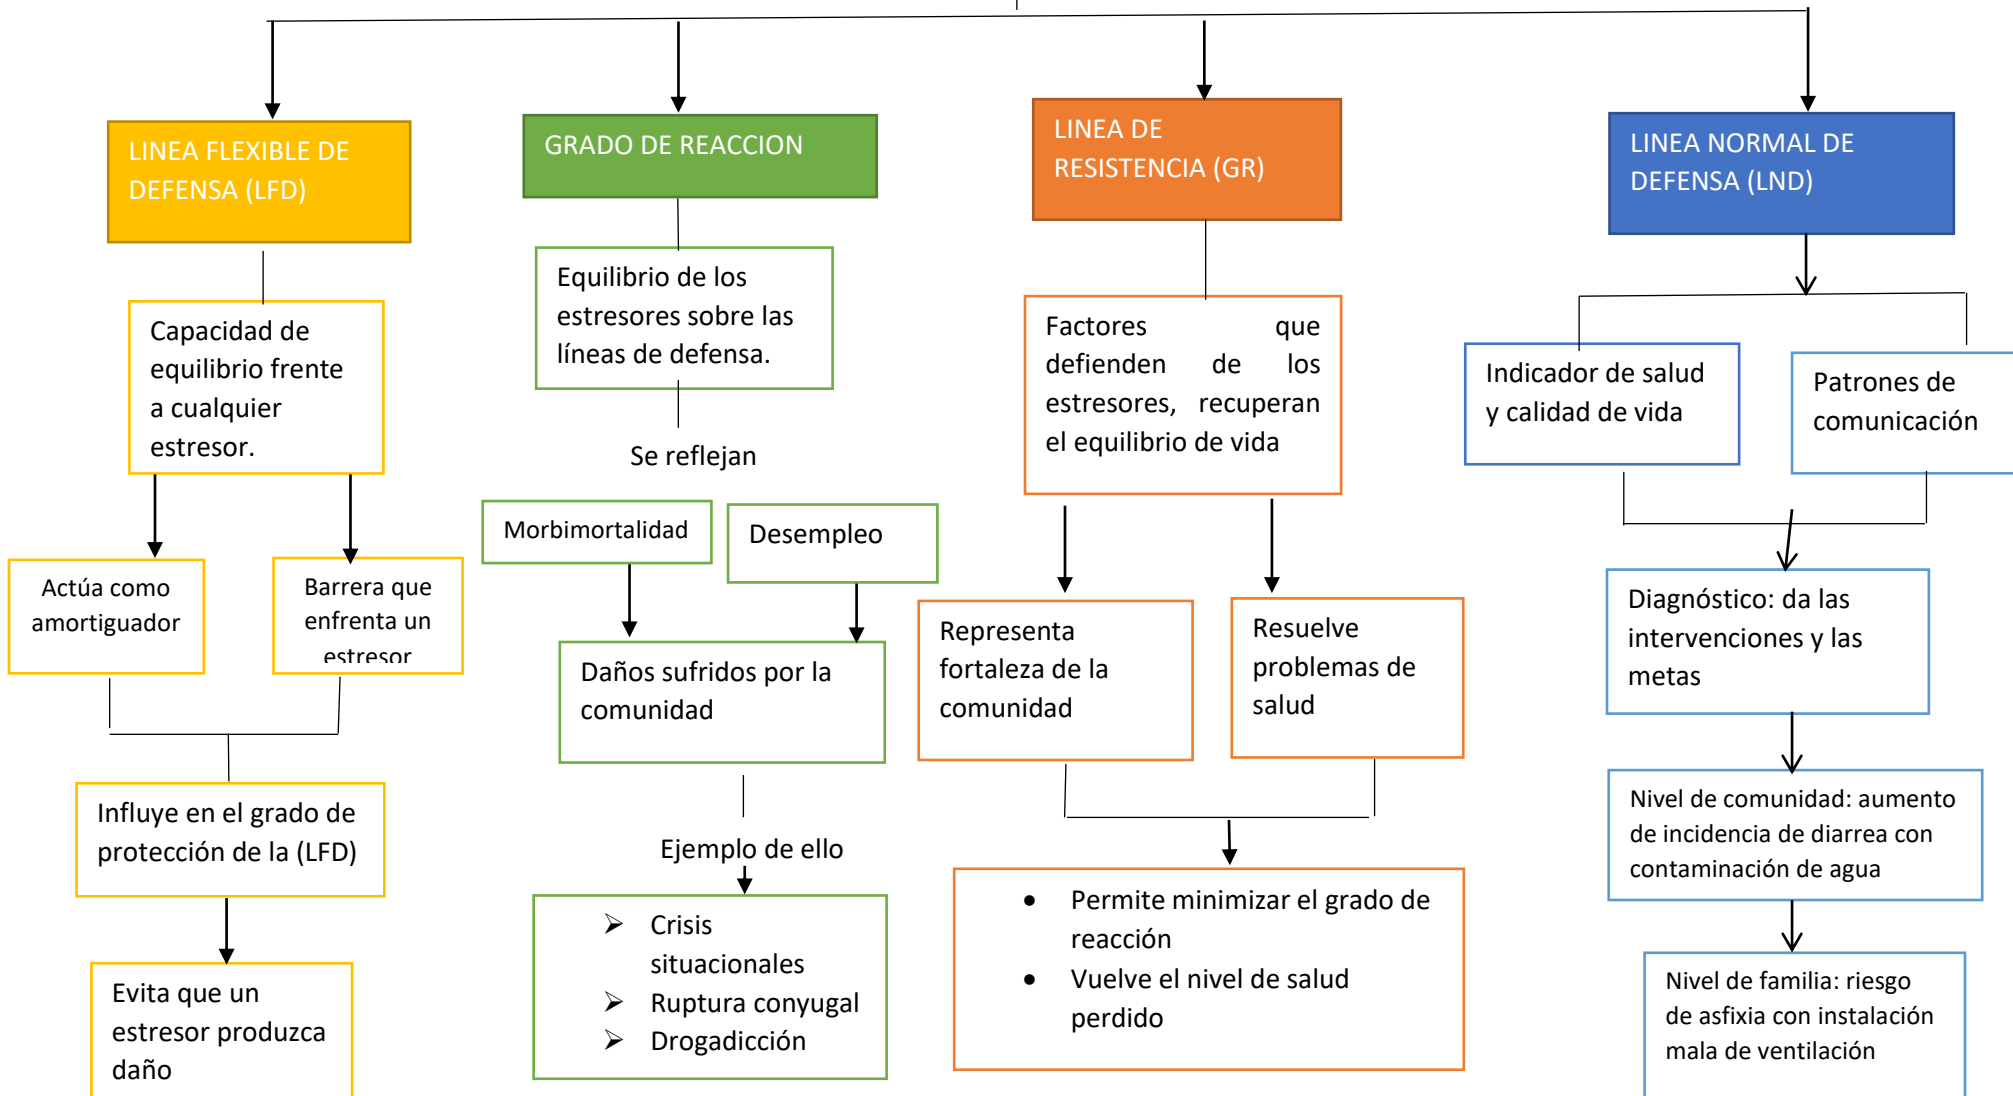 LINEA FLEXIBLE DE
DEFENSA (LFD)
Capacidad de
equilibrio frente
a cualquier
estresor.
Actúa como
amortiguador
Barrera que
enfrenta un
estresor
Influye en el grado de
protección de la (LFD)
Evita que un
estresor produzca
daño
GRADO DE REACCION
Equilibrio de los
estresores sobre las
líneas de defensa.
Se reflejan
Morbimortalidad
Desempleo
Daños sufridos por la
comunidad
Ejemplo de ello
➢ Crisis
situacionales
➢ Ruptura conyugal
➢ Drogadicción
LINEA DE
RESISTENCIA (GR)
Factores que
defienden de los
estresores, recuperan
el equilibrio de vida
Representa
fortaleza de la
comunidad
Resuelve
problemas de
salud
• Permite minimizar el grado de
reacción
• Vuelve el nivel de salud
perdido
LINEA NORMAL DE
DEFENSA (LND)
Indicador de salud
y calidad de vida
Patrones de
comunicación
Diagnóstico: da las
intervenciones y las
metas
Nivel de comunidad: aumento
de incidencia de diarrea con
contaminación de agua
Nivel de familia: riesgo
de asfixia con instalación
mala de ventilación